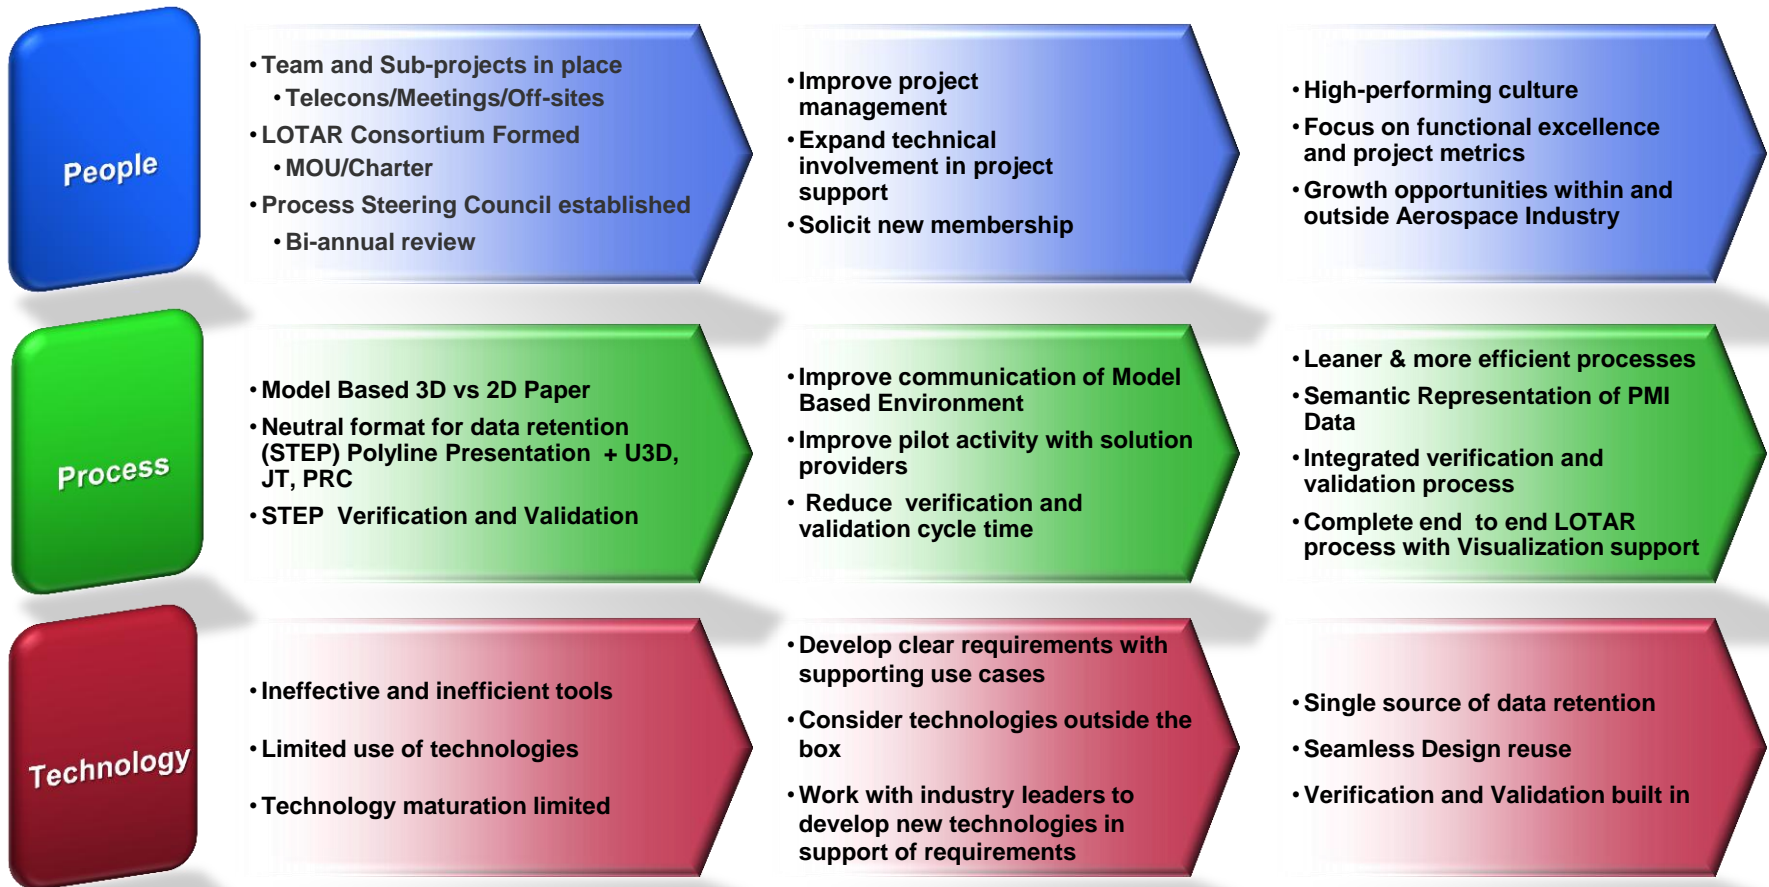 People
• Team and Sub-projects in place
• Telecons/Meetings/Off-sites
• LOTAR Consortium Formed
• MOU/Charter
• Process Steering Council established
• Bi-annual review
• Improve project
management
• Expand technical
involvement in project
support
• Solicit new membership
• High-performing culture
• Focus on functional excellence
and project metrics
• Growth opportunities within and
outside Aerospace Industry
Process
• Model Based 3D vs 2D Paper
• Neutral format for data retention
(STEP) Polyline Presentation + U3D,
JT, PRC
• STEP Verification and Validation
• Improve communication of Model
Based Environment
• Improve pilot activity with solution
providers
• Reduce verification and
validation cycle time
• Leaner & more efficient processes
• Semantic Representation of PMI
Data
• Integrated verification and
validation process
• Complete end to end LOTAR
process with Visualization support
Technology
• Ineffective and inefficient tools
• Limited use of technologies
• Technology maturation limited
• Develop clear requirements with
supporting use cases
• Consider technologies outside the
box
• Work with industry leaders to
develop new technologies in
support of requirements
• Single source of data retention
• Seamless Design reuse
• Verification and Validation built in